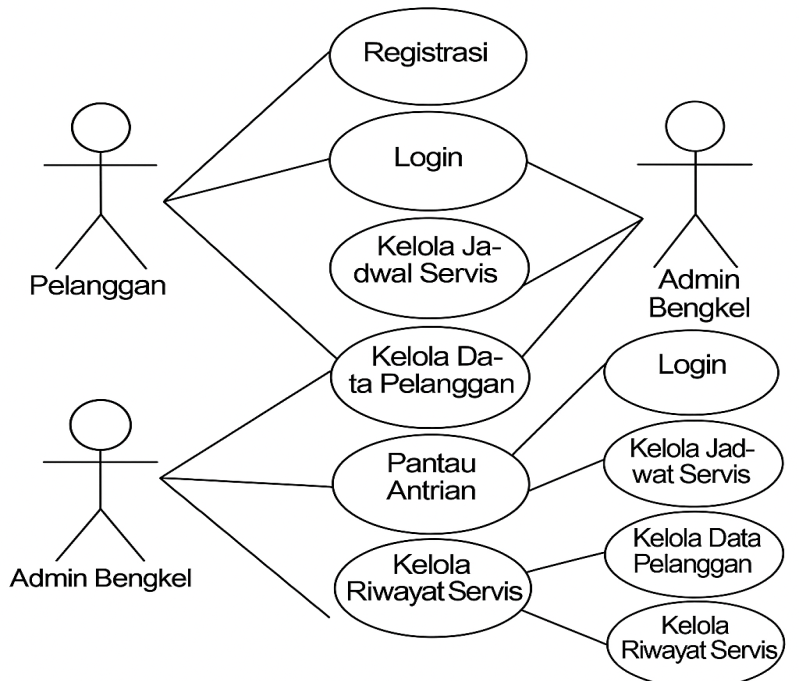 Registrasi
Login
Kelola Ja-
dwal Servis
Pelanggan
Admin
Bengkel
Kelola Da-
ta Pelanggan
Login
Pantau
Antrian
Kelola Jad-
wat Servis
Admin Bengkel
Kelola
Riwayat Servis
Kelola Data
Pelanggan
Kelola
Riwayat Servis